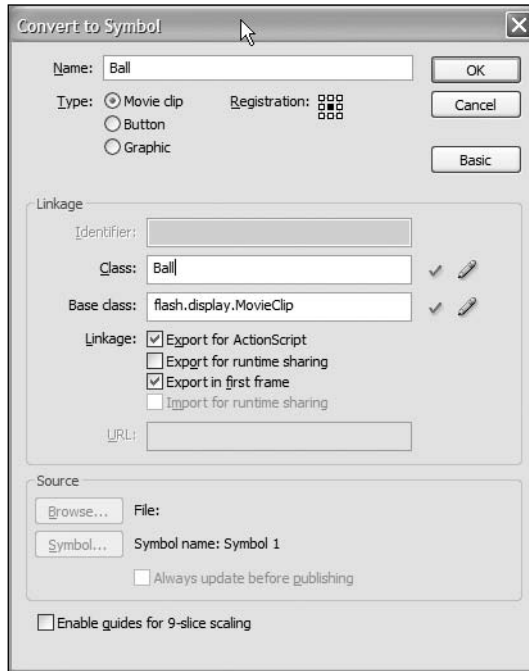 Convert to Symbol
Name: Ball
OK
Type: Movie clip
Registration:
Cancel
Button
Graphic
Basic
Linkage
Identifier:
Class: Ball
Base class: flash.display.MovieClip
Linkage: Export for ActionScript
Export for runtime sharing
Export in first frame
Import for runtime sharing
URL:
Source
Browse... File:
Symbol... Symbol name: Symbol 1
Always update before publishing
Enable guides for 9-slice scaling